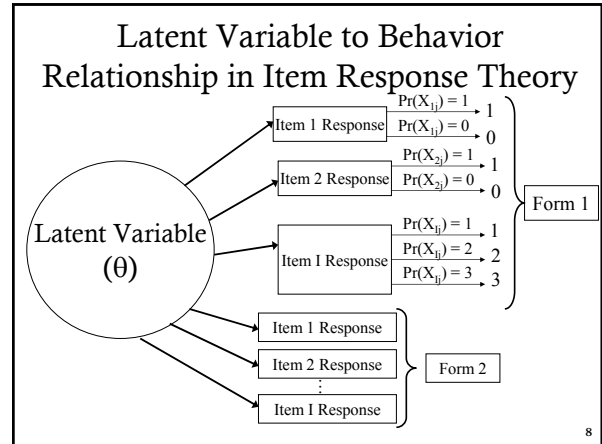 Latent Variable to Behavior
Relationship in Item Response Theory
Latent Variable
(θ)
Item 1 Response
Pr(X1j) = 1
1
Pr(X1j) = 0
0
Item 2 Response
Pr(X2j) = 1
1
Pr(X2j) = 0
0
Item I Response
Pr(XIj) = 1
1
Pr(XIj) = 2
2
Pr(XIj) = 3
3
Form 1
Item 1 Response
Item 2 Response
Item I Response
Form 2
8